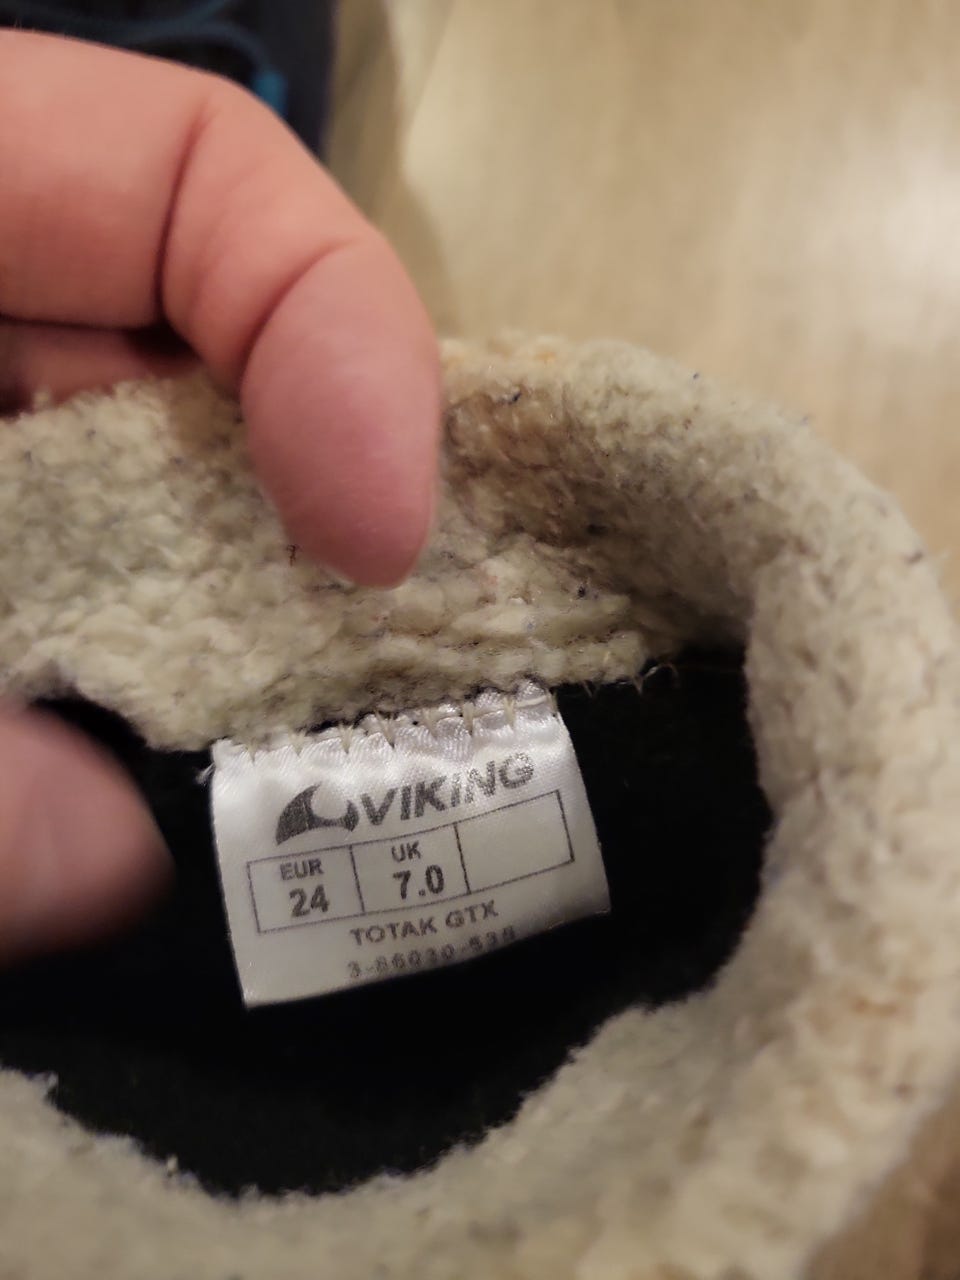 VIKING
EUR UK
24 7.0
TOTAK GTX